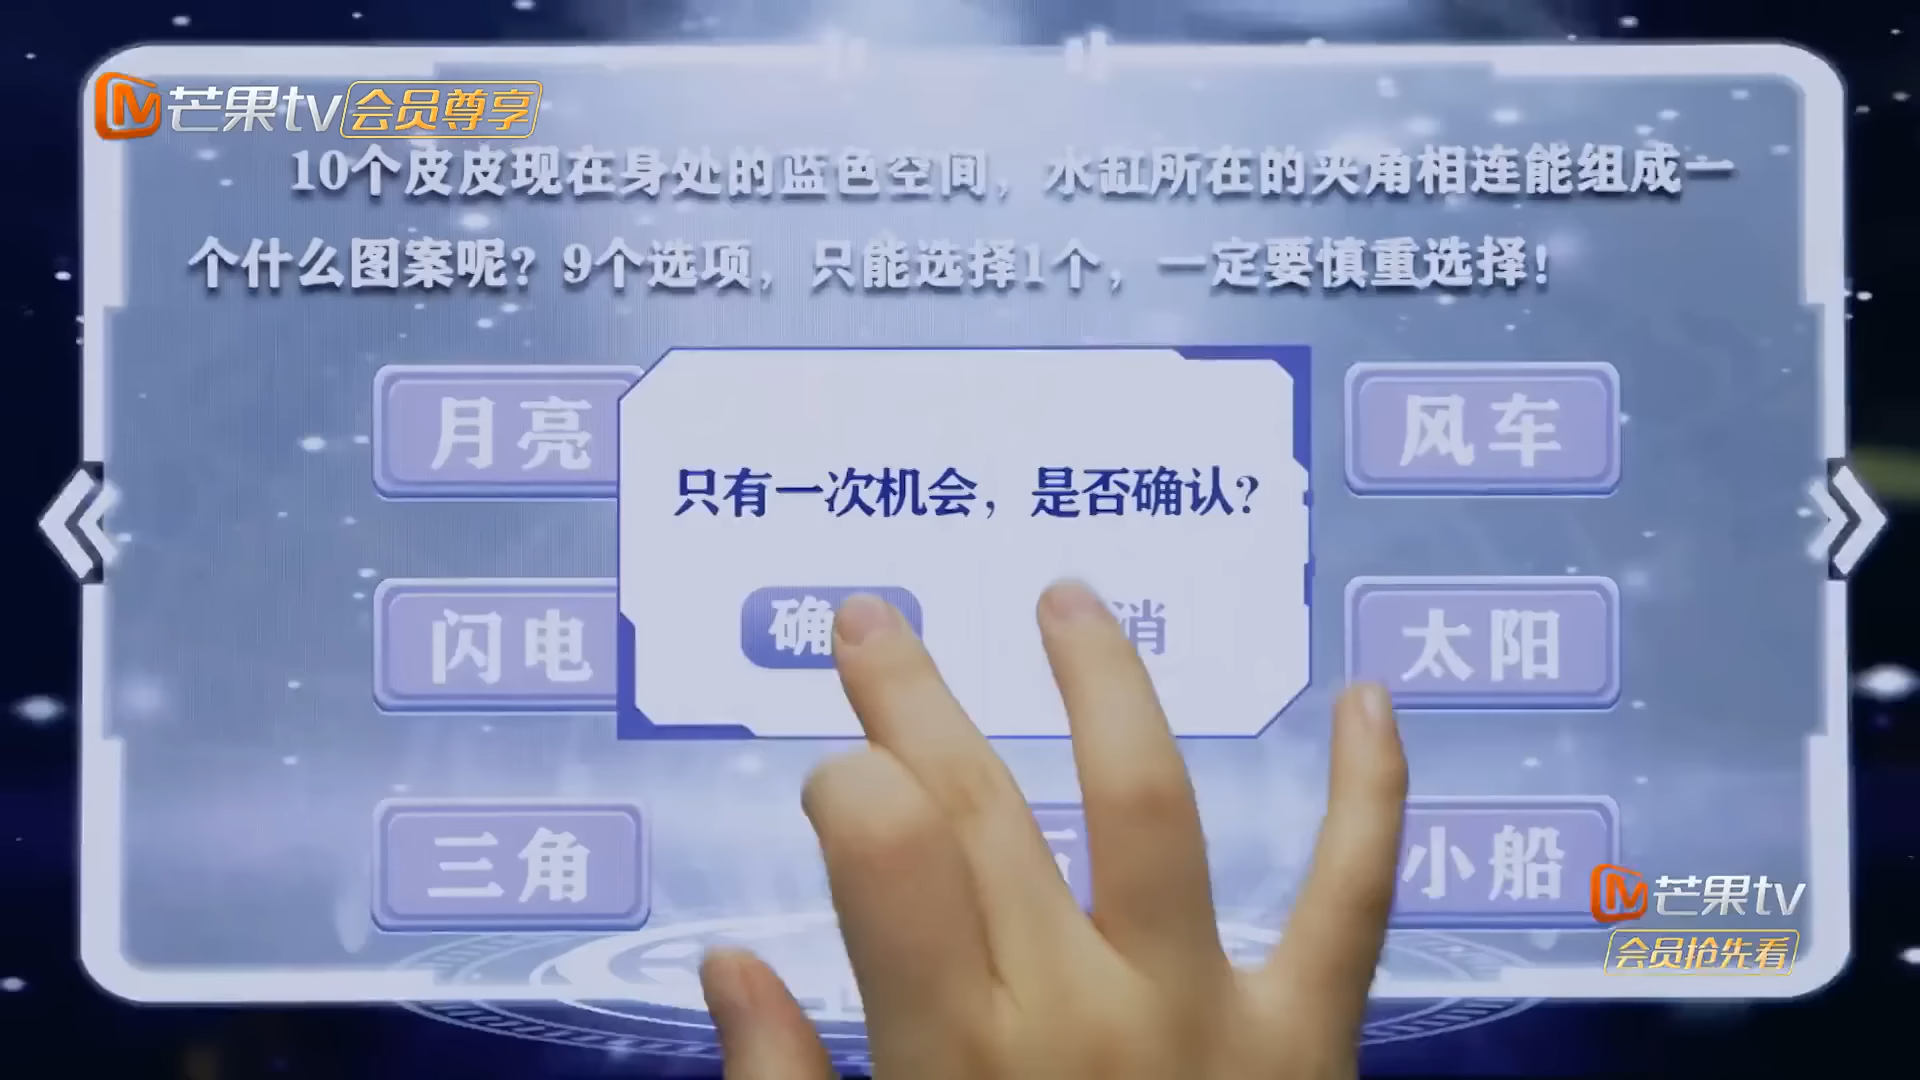 芒果tv会员尊享
10个皮皮现在身处的蓝色空间，水缸所在的夹角相连能组成一
个什么图案呢？9个选项，只能选择1个，一定要慎重选择！
月亮
风车
只有一次机会，是否确认？
闪电
确
消
太阳
三角
小船
芒果tv
会员抢先看